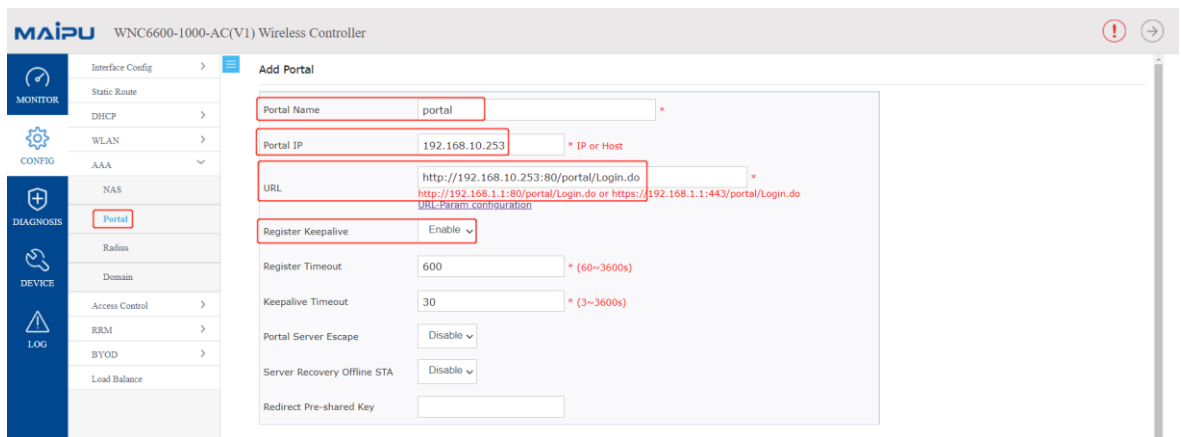 MAIPU WNC6600-1000-AC(V1) Wireless Controller
MONITOR
CONFIG
DIAGNOSIS
DEVICE
LOG
Interface Config
Static Route
DHCP
WLAN
AAA
NAS
Portal
Radius
Domain
Access Control
RRM
BYOD
Load Balance
Add Portal
Portal Name portal *
Portal IP 192.168.10.253 * IP or Host
URL http://192.168.10.253:80/portal/Login.do *
http://192.168.1.1:80/portal/Login.do or https://192.168.1.1:443/portal/Login.do
URL-Param configuration
Register Keepalive Enable
Register Timeout 600 * (60~3600s)
Keepalive Timeout 30 * (3~3600s)
Portal Server Escape Disable
Server Recovery Offline STA Disable
Redirect Pre-shared Key